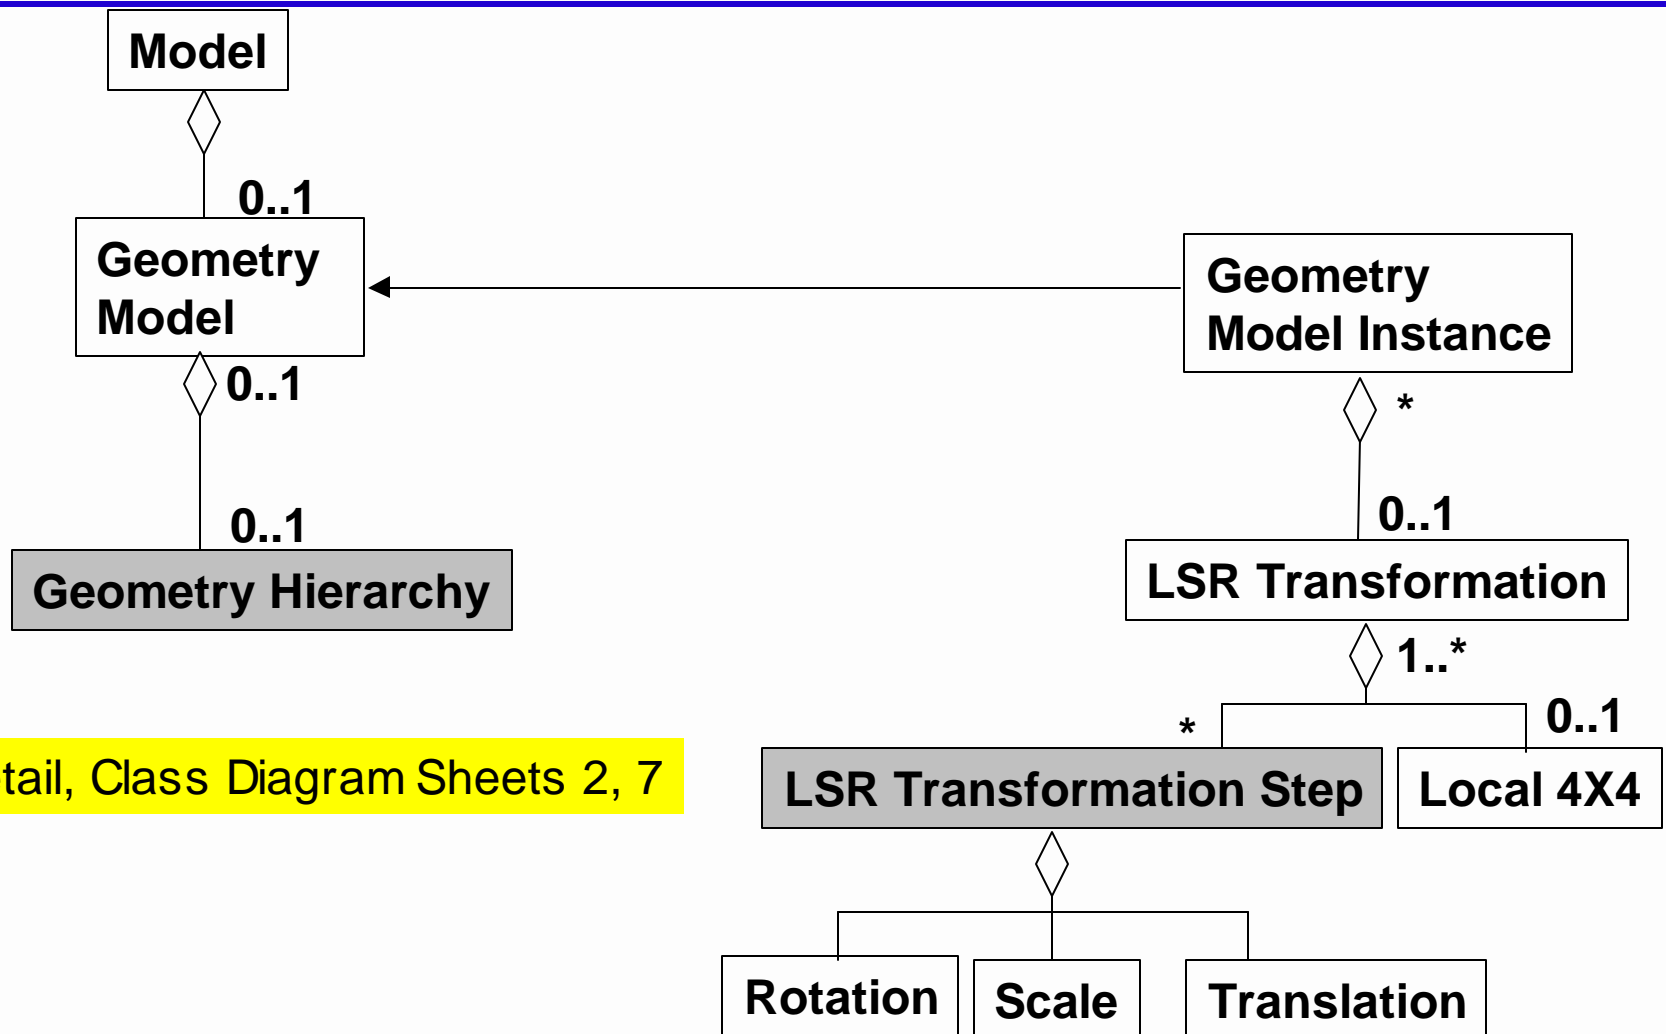 Model
0..1
Geometry
Model
Geometry
Model Instance
0..1
*
0..1
0..1
Geometry Hierarchy
LSR Transformation
1..*
*
0..1
tail, Class Diagram Sheets 2, 7
LSR Transformation Step
Local 4X4
Rotation
Scale
Translation